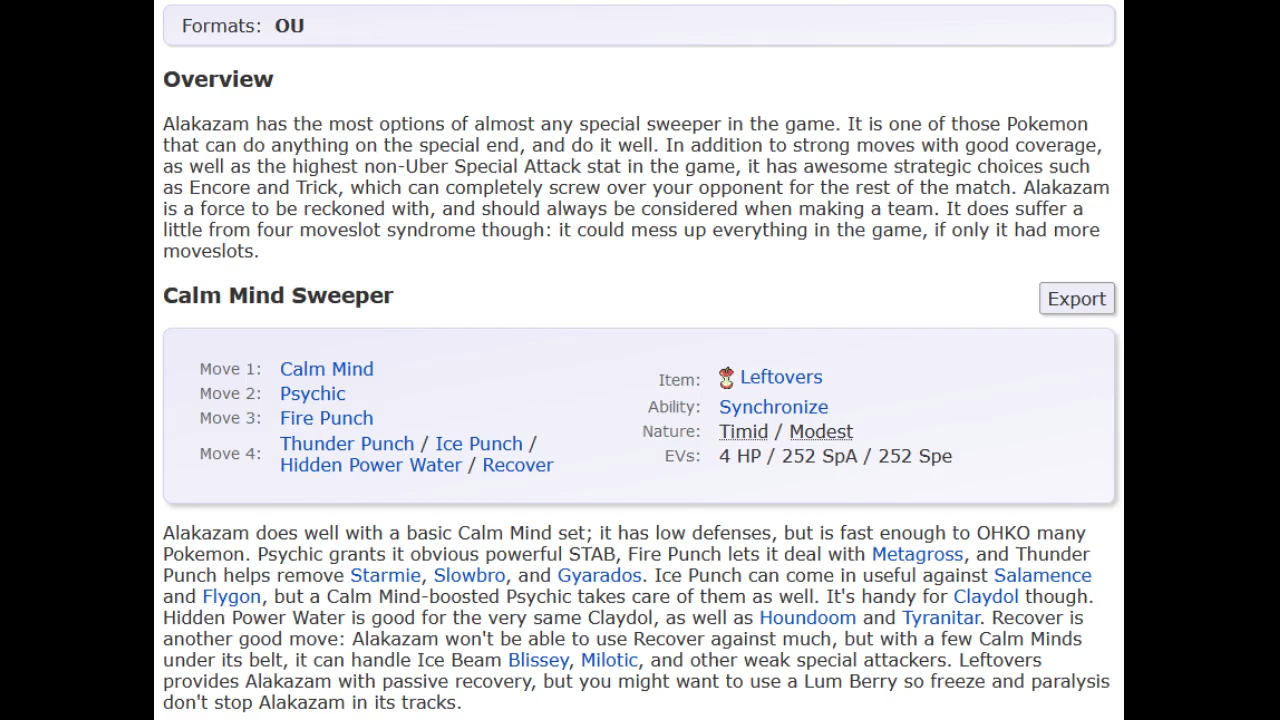 Formats: OU
Overview
Alakazam has the most options of almost any special sweeper in the game. It is one of those Pokemon
that can do anything on the special end, and do it well. In addition to strong moves with good coverage,
as well as the highest non-Uber Special Attack stat in the game, it has awesome strategic choices such
as Encore and Trick, which can completely screw over your opponent for the rest of the match. Alakazam
is a force to be reckoned with, and should always be considered when making a team. It does suffer a
little from four moveslot syndrome though: it could mess up everything in the game, if only it had more
moveslots.
Calm Mind Sweeper
Export
Move 1: Calm Mind
Move 2: Psychic
Move 3: Fire Punch
Move 4: Thunder Punch / Ice Punch /
Hidden Power Water / Recover
Item: Leftovers
Ability: Synchronize
Nature: Timid / Modest
EVs: 4 HP / 252 SpA / 252 Spe
Alakazam does well with a basic Calm Mind set; it has low defenses, but is fast enough to OHKO many
Pokemon. Psychic grants it obvious powerful STAB, Fire Punch lets it deal with Metagross, and Thunder
Punch helps remove Starmie, Slowbro, and Gyarados. Ice Punch can come in useful against Salamence
and Flygon, but a Calm Mind-boosted Psychic takes care of them as well. It's handy for Claydol though.
Hidden Power Water is good for the very same Claydol, as well as Houndoom and Tyranitar. Recover is
another good move: Alakazam won't be able to use Recover against much, but with a few Calm Minds
under its belt, it can handle Ice Beam Blissey, Milotic, and other weak special attackers. Leftovers
provides Alakazam with passive recovery, but you might want to use a Lum Berry so freeze and paralysis
don't stop Alakazam in its tracks.